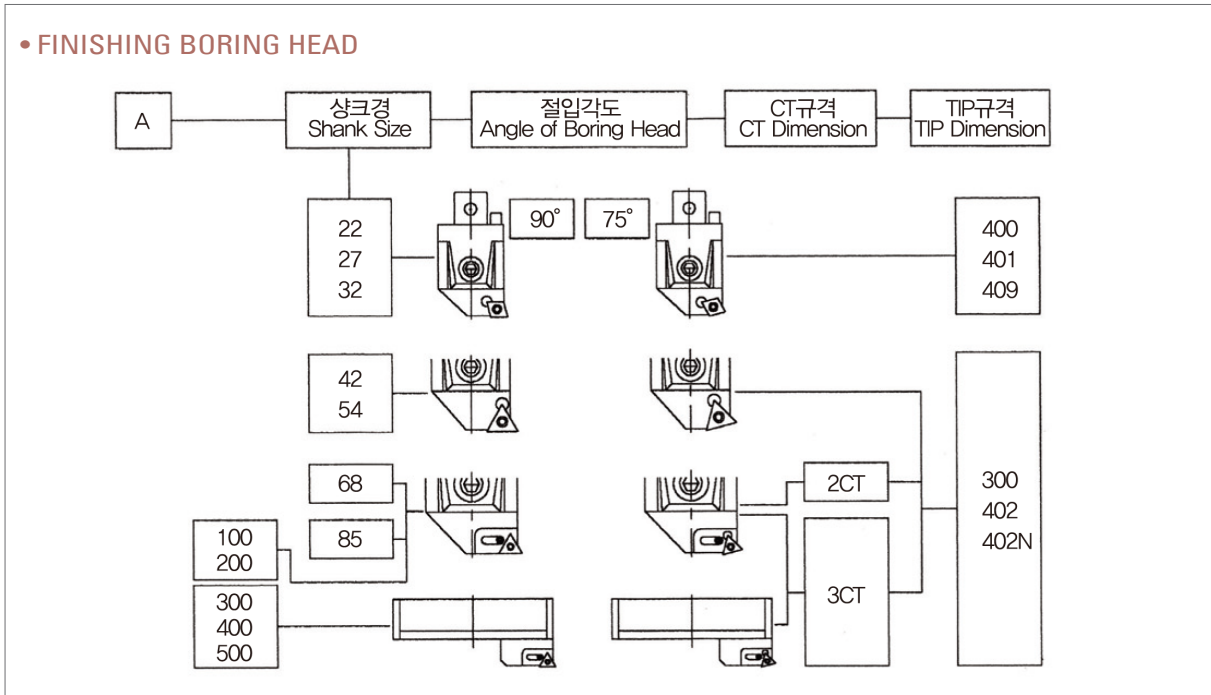 • FINISHING BORING HEAD
A
샹크경
Shank Size
절입각도
Angle of Boring Head
CT규격
CT Dimension
TIP규격
TIP Dimension
22
27
32
90°
75°
400
401
409
42
54
68
85
100
200
300
400
500
2CT
3CT
300
402
402N